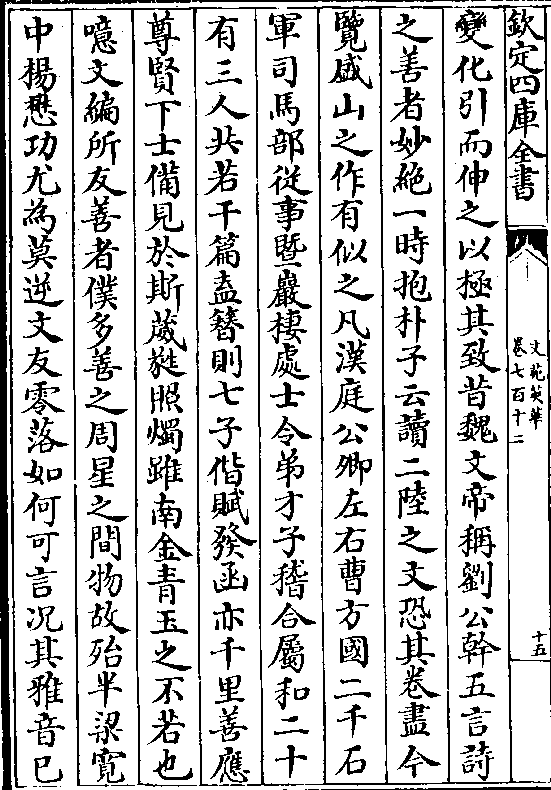 欽定四庫全書
文苑英華
卷七百十二
十五
變化引而伸之以極其致昔魏文帝稱劉公幹五言詩
之善者妙絶一時抱朴子云讀二陸之文恐其卷盡今
覽盛山之作有似之凡漢庭公卿左右曹方國二千石
軍司馬部從事暨巖棲處士令弟才子稽合屬和二十
有三人共若干篇盍簪則七子偕賦發函亦千里善應
尊賢下士備見於斯葳蕤照燭雖南金青玉之不若也
噫文編所友善者僕多善之周星之間物故殆半梁寛
中楊懋功尤為莫逆文友零落如何可言况其雅音已